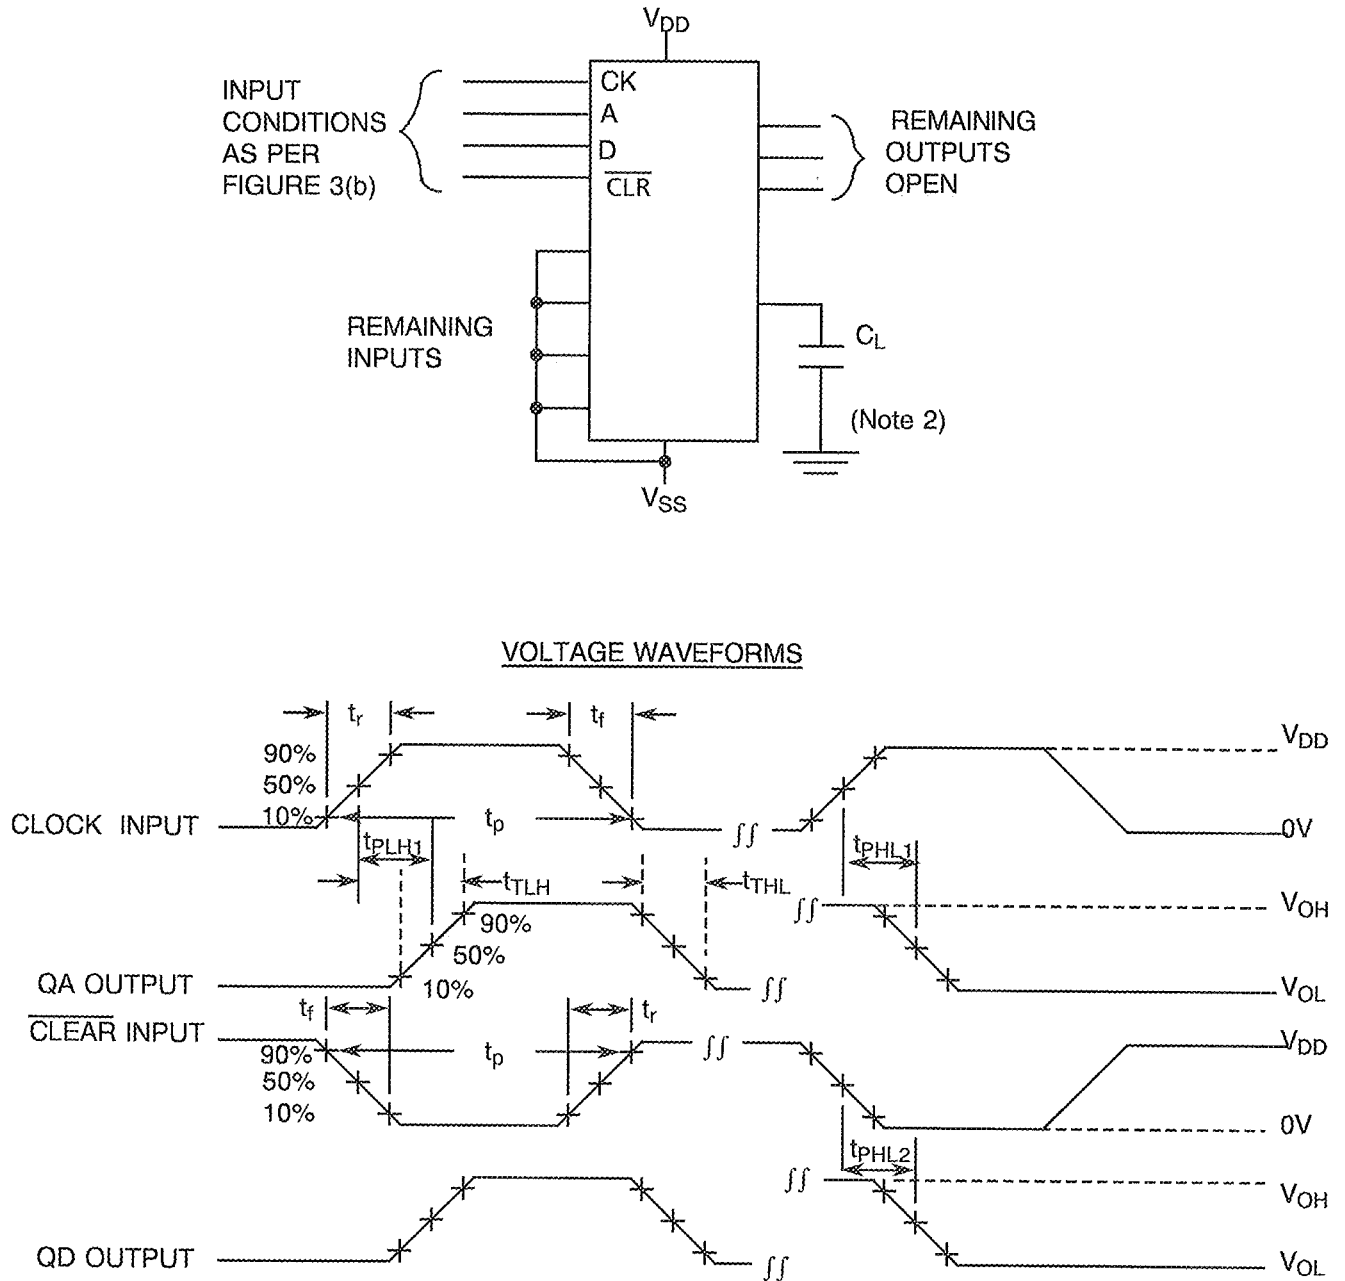 VDD
INPUT
CONDITIONS
AS PER
FIGURE 3(b)
CK
A
D
CLR
REMAINING
OUTPUTS
OPEN
REMAINING
INPUTS
CL
(Note 2)
VSS
VOLTAGE WAVEFORMS
tr
tf
90%
50%
10%
CLOCK INPUT
tp
VDD
0V
tPLH1
tPHL1
tTLH
tTHL
90%
50%
10%
QA OUTPUT
VOH
VOL
tf
tr
CLEAR INPUT
90%
50%
10%
tp
VDD
0V
tPHL2
QD OUTPUT
VOH
VOL